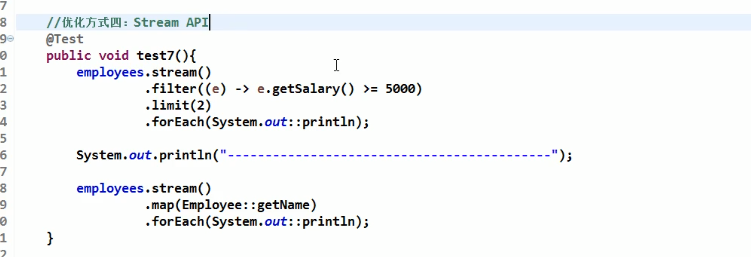 7
8 //优化方式四：Stream API
9 @Test
0 public void test7(){
1 employees.stream()
2 .filter((e) -> e.getSalary() >= 5000)
3 .limit(2)
4 .forEach(System.out::println);
5
6 System.out.println("-------------------------------------------");
7
8 employees.stream()
9 .map(Employee::getName)
0 .forEach(System.out::println);
1 }
2